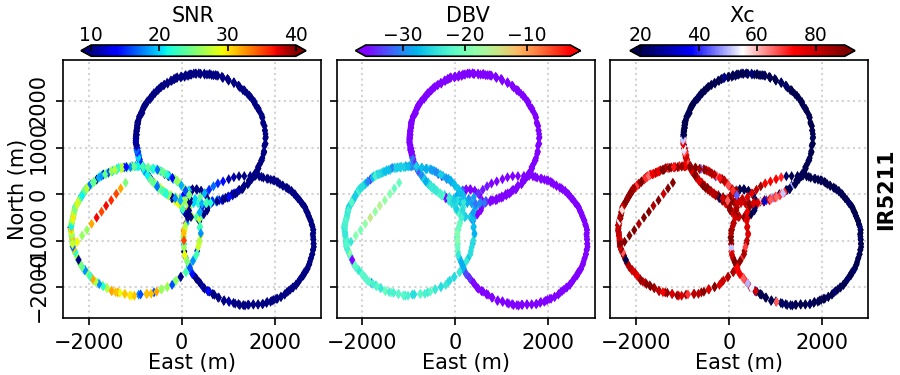 SNR DBV Xc
10 20 30 40 −30 −20 −10 20 40 60 80
North (m)
2000
1000
0
−1000
−2000
−2000 0 2000 −2000 0 2000 −2000 0 2000
East (m) East (m) East (m)
IR5211